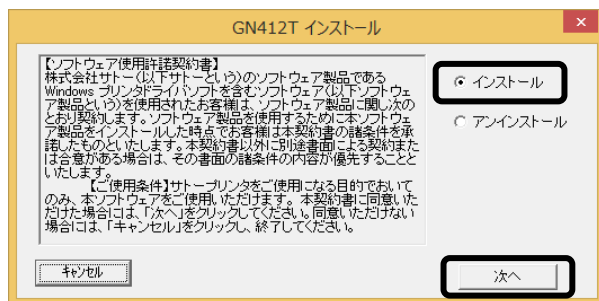 GN412T インストール
【ソフトウェア使用許諾契約書】
株式会社サトー(以下サトーという)のソフトウェア製品である
Windows プリンタドライバソフトを含むソフトウェア(以下ソフトウェ
ア製品という)を使用されたお客様は、ソフトウェア製品に関し次の
とおり契約します。ソフトウェア製品を使用するために本ソフトウェ
ア製品をインストールした時点でお客様は本契約書の諸条件を承
諾したものといたします。本契約書以外に別途書面による契約また
は合意がある場合は、その書面の諸条件の内容が優先することと
いたします。
【ご使用条件】サトープリンタをご使用になる目的でおいて
のみ、本ソフトウェアをご使用いただけます。 本契約書に同意いた
だけた場合には、「次へ」をクリックしてください。同意いただけない
場合には、「キャンセル」をクリックし、終了してください。
インストール
アンインストール
キャンセル
次へ